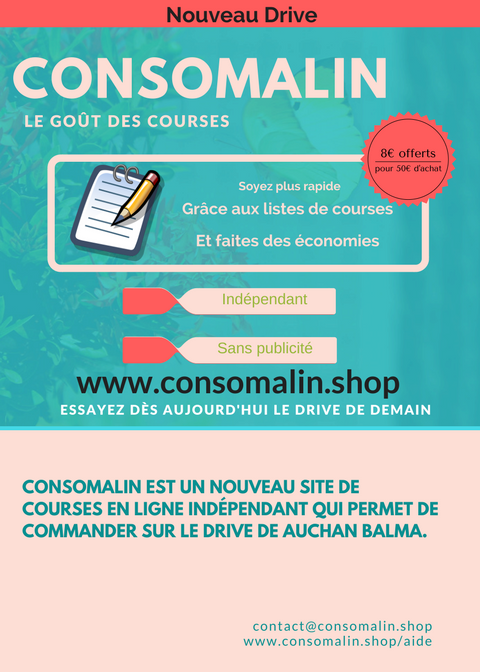 Nouveau Drive
CONSOMALIN
LE GOÛT DES COURSES
8€ offerts
pour 50€ d'achat
Soyez plus rapide
Grâce aux listes de courses
Et faites des économies
Indépendant
Sans publicité
www.consomalin.shop
ESSAYEZ DÈS AUJOURD'HUI LE DRIVE DE DEMAIN
CONSOMALIN EST UN NOUVEAU SITE DE
COURSES EN LIGNE INDÉPENDANT QUI PERMET DE
COMMANDER SUR LE DRIVE DE AUCHAN BALMA.
contact@consomalin.shop
www.consomalin.shop/aide